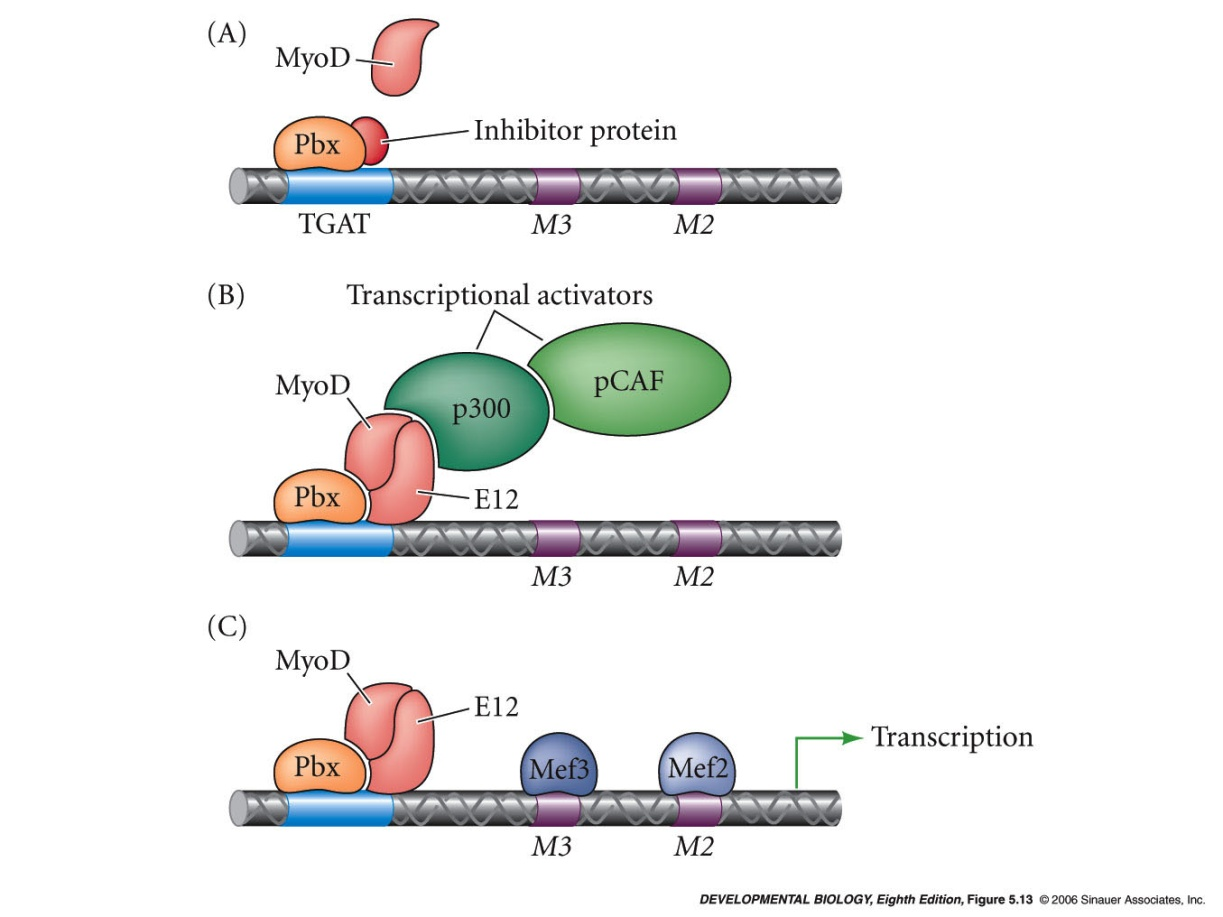 (A)
MyoD
Pbx
Inhibitor protein
TGAT
M3
M2
(B)
Transcriptional activators
MyoD
p300
pCAF
Pbx
E12
M3
M2
(C)
MyoD
E12
Pbx
Mef3
Mef2
Transcription
M3
M2
DEVELOPMENTAL BIOLOGY, Eighth Edition, Figure 5.13 © 2006 Sinauer Associates, Inc.